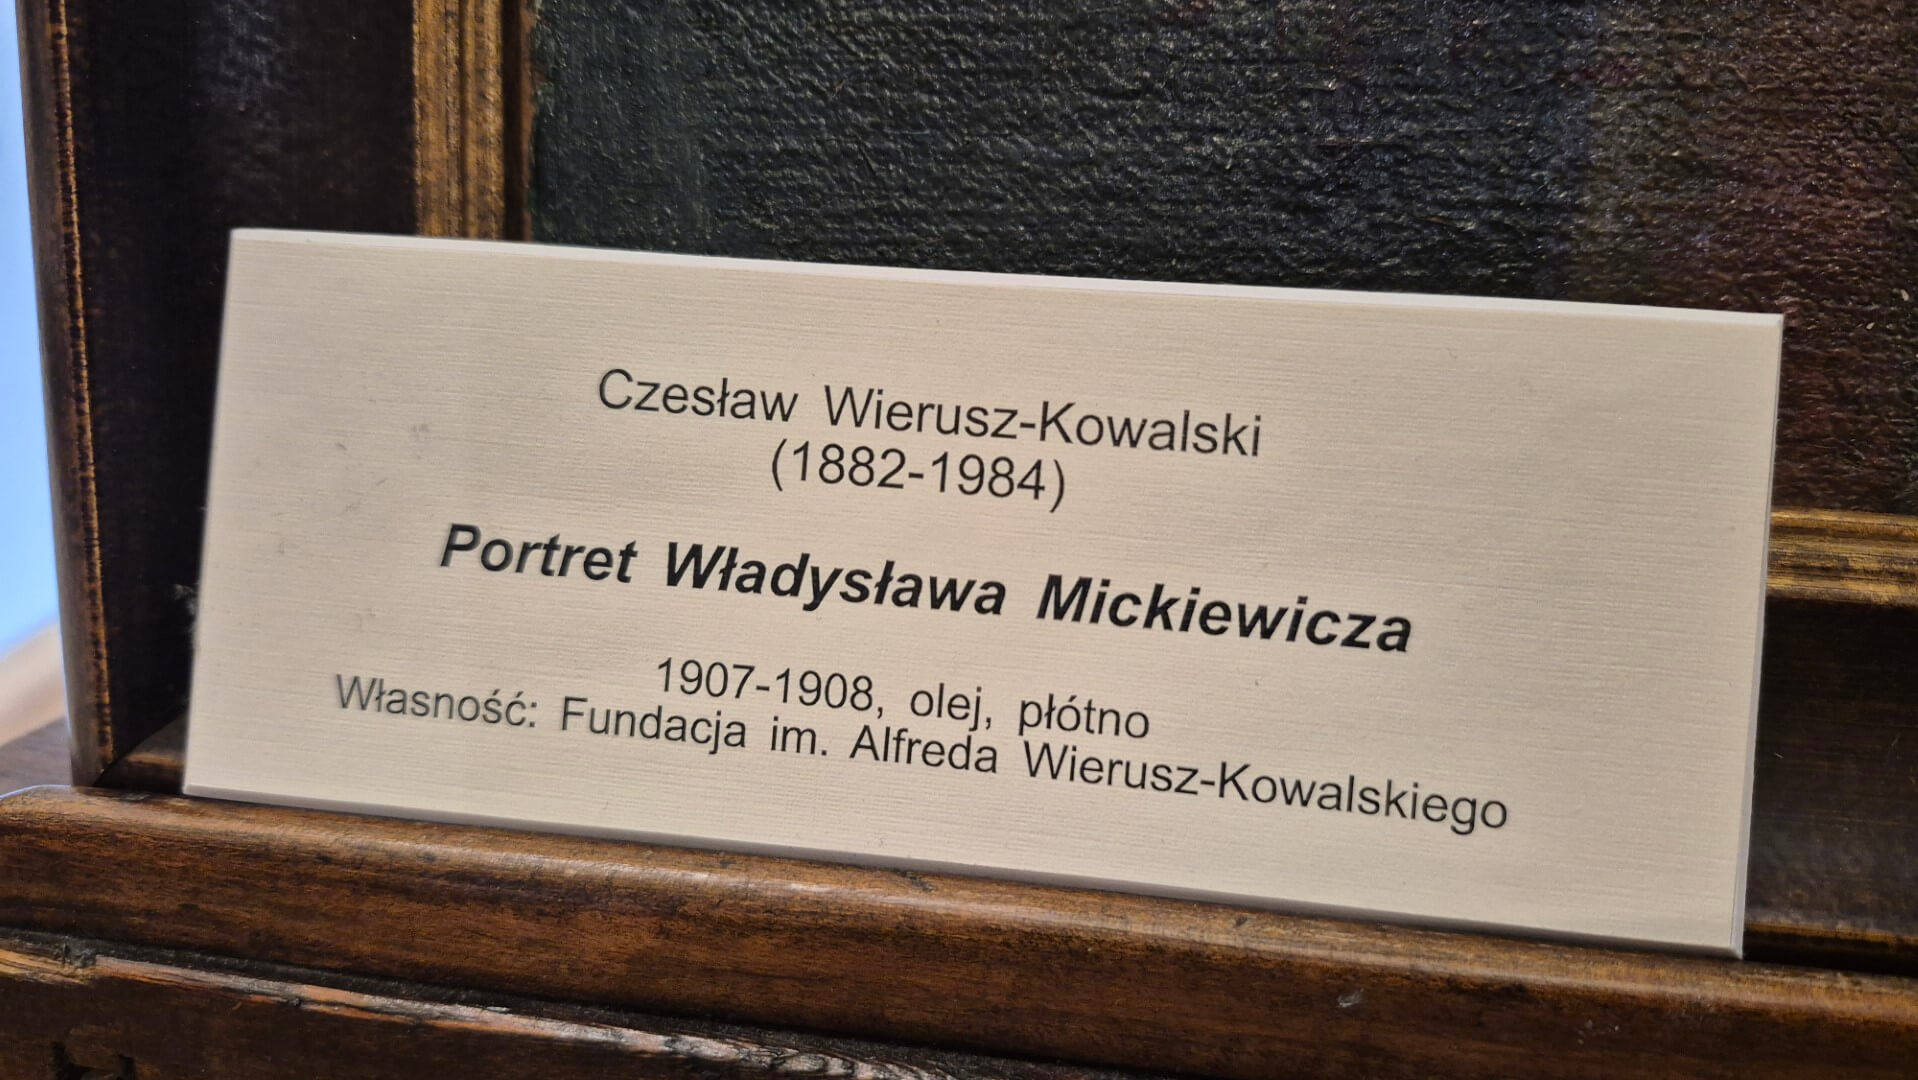 Czesław Wierusz-Kowalski
(1882-1984)
Portret Władysława Mickiewicza
1907-1908, olej, płótno
Własność: Fundacja im. Alfreda Wierusz-Kowalskiego